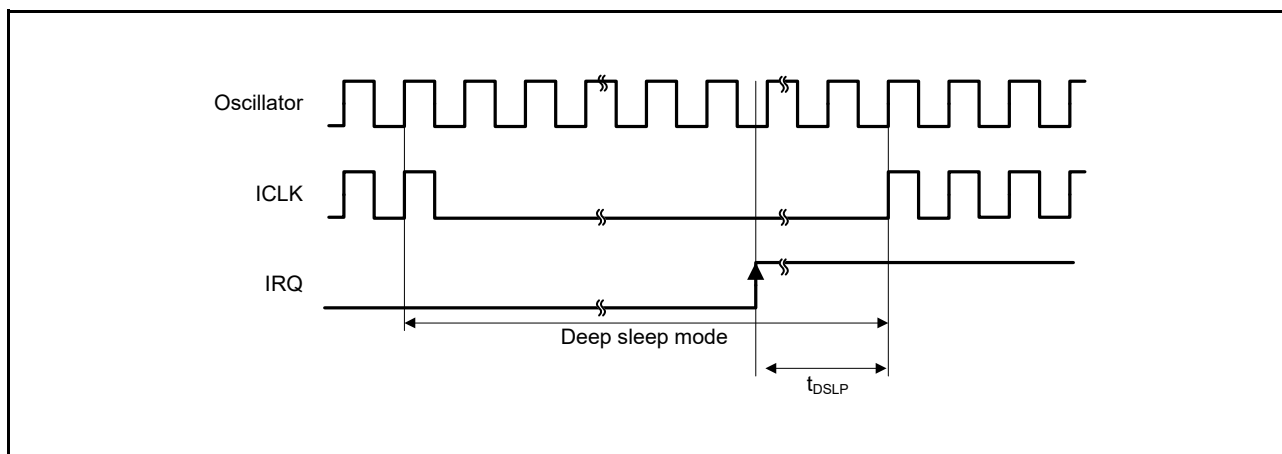 Oscillator
ICLK
IRQ
Deep sleep mode
tDSLP